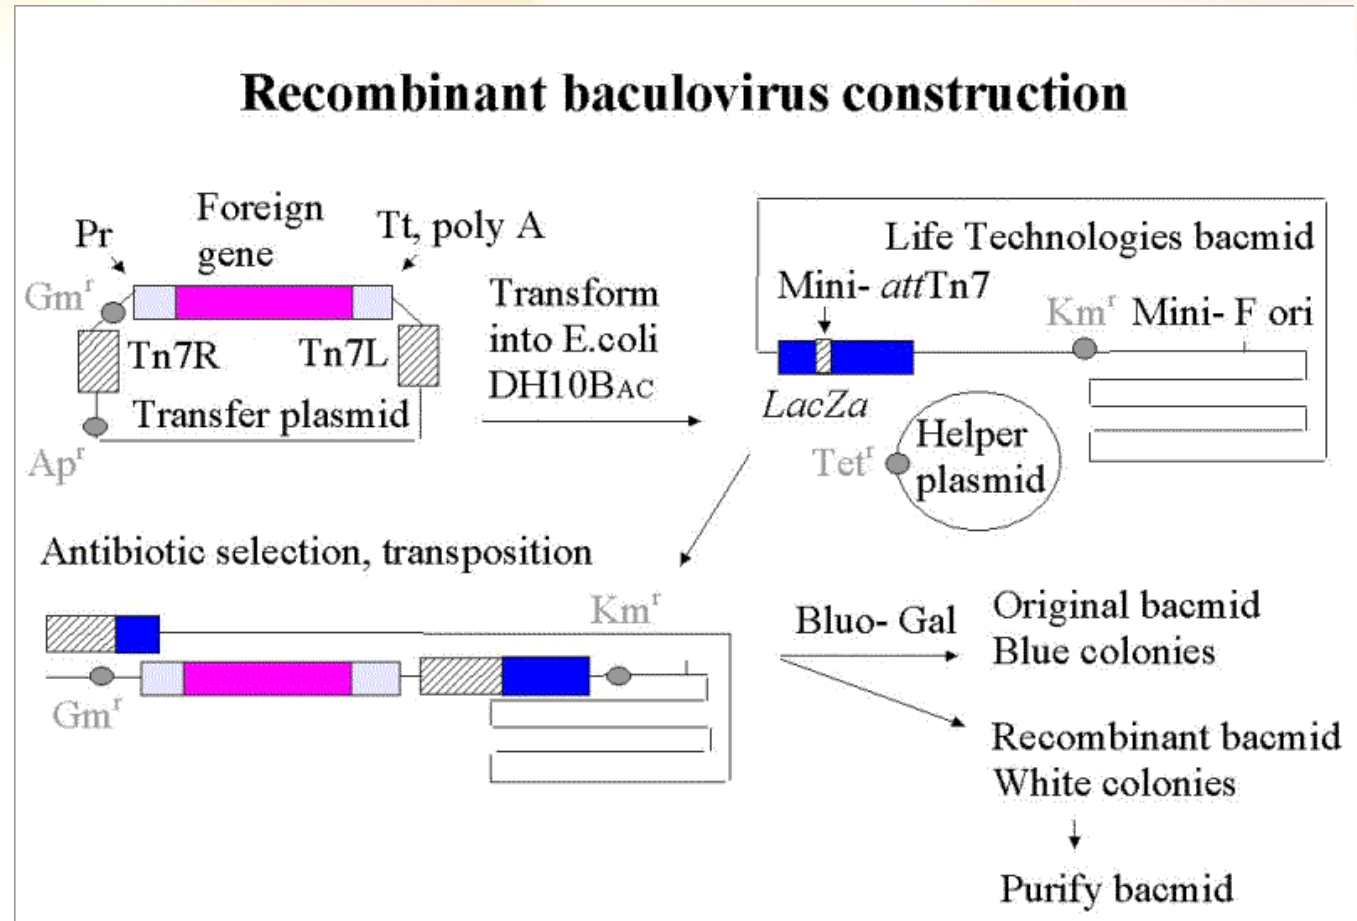 Recombinant baculovirus construction
Pr
Foreign
gene
Tt, poly A
Gmʳ
Tn7R
Tn7L
Transfer plasmid
Apʳ
Transform
into E.coli
DH10BAC
Life Technologies bacmid
Mini- attTn7
Kmʳ
Mini- F ori
LacZa
Tetʳ
Helper
plasmid
Antibiotic selection, transposition
Kmʳ
Gmʳ
Bluo- Gal
Original bacmid
Blue colonies
Recombinant bacmid
White colonies
Purify bacmid